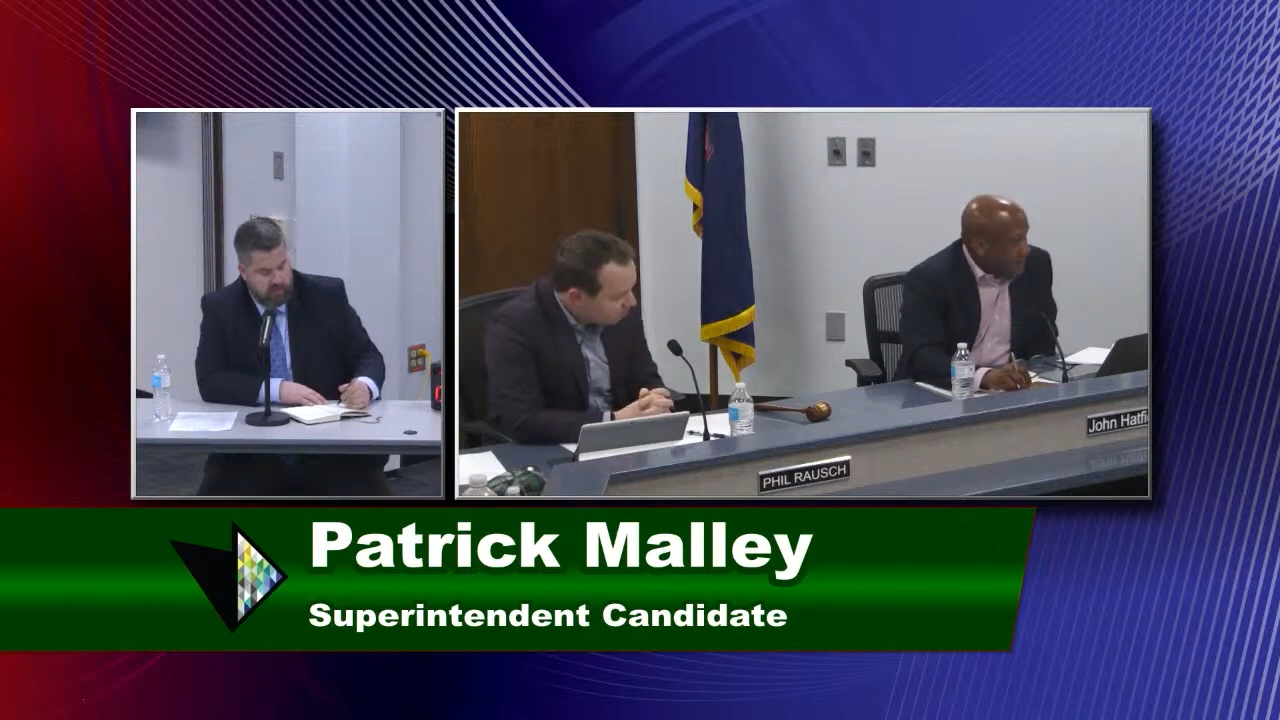 PHIL RAUSCH
John Hatfi
Patrick Malley
Superintendent Candidate